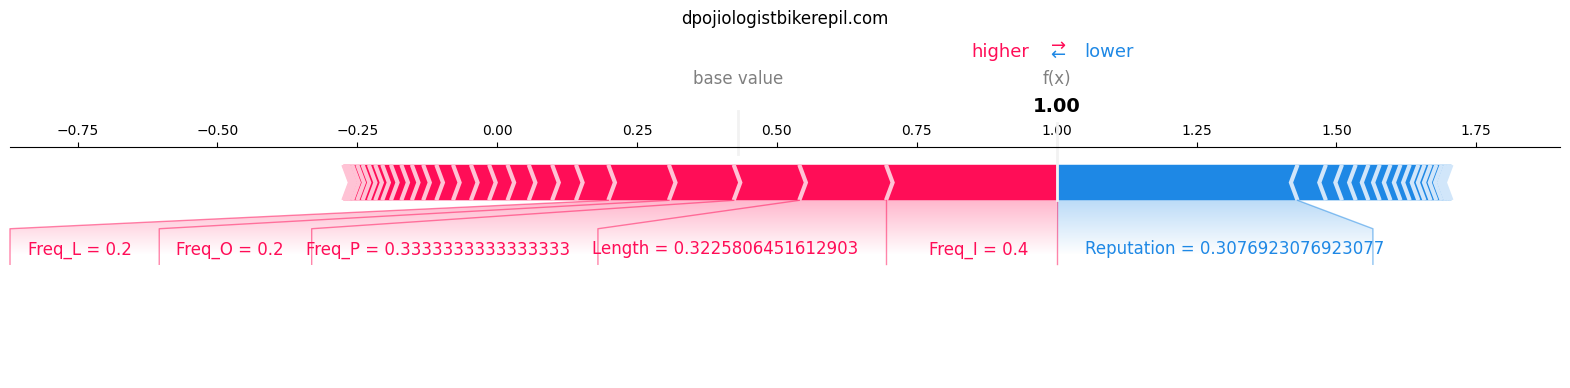 dpojiologistbikerepil.com
higher ⇄ lower
base value f(x)
1.00
−0.75 −0.50 −0.25 0.00 0.25 0.50 0.75 1.00 1.25 1.50 1.75
Freq_L = 0.2 Freq_O = 0.2 Freq_P = 0.3333333333333333 Length = 0.3225806451612903 Freq_I = 0.4 Reputation = 0.3076923076923077